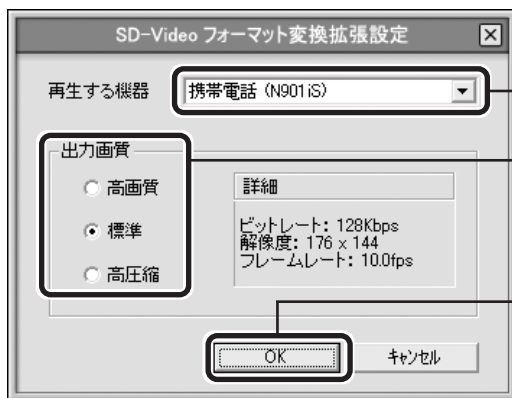 SD-Video フォーマット変換拡張設定
再生する機器
携帯電話 (N901iS)
出力画質
高画質
標準
高圧縮
詳細
ビットレート: 128Kbps
解像度: 176 x 144
フレームレート: 10.0fps
OK
キャンセル